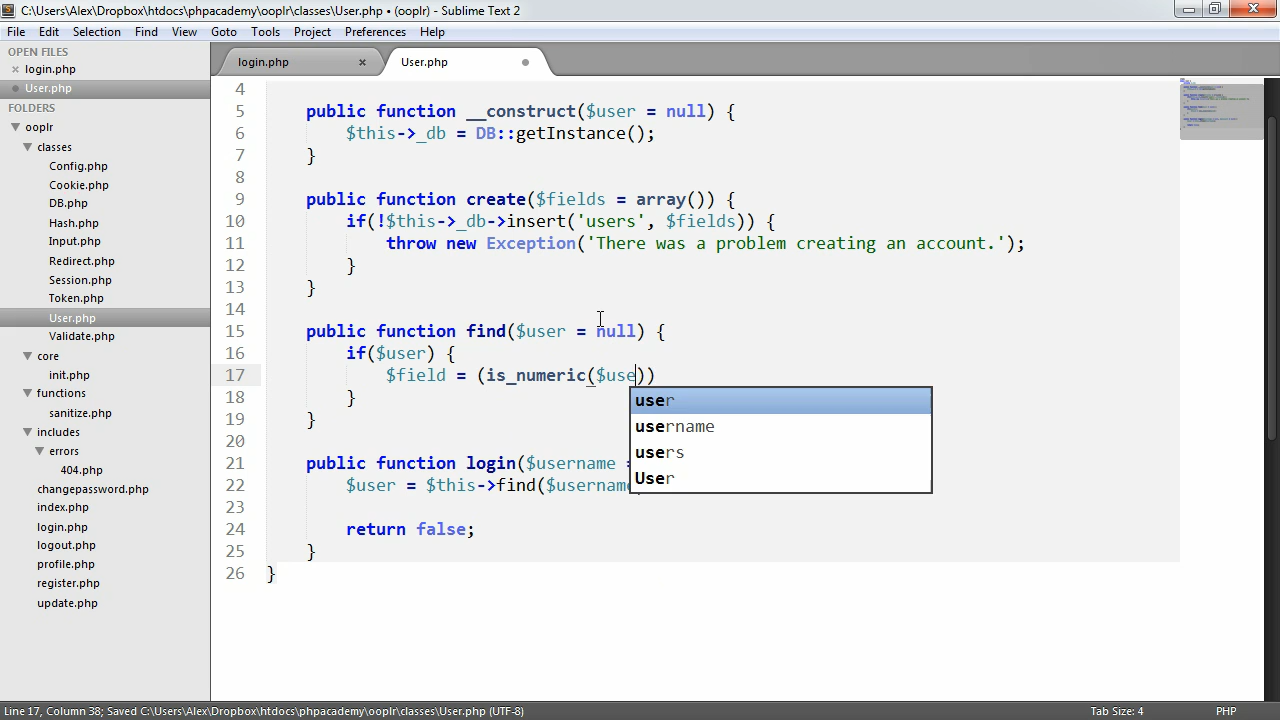 C:\Users\Alex\Dropbox\htdocs\phpacademy\ooplr\classes\User.php • (ooplr) - Sublime Text 2
File Edit Selection Find View Goto Tools Project Preferences Help
OPEN FILES
× login.php
User.php
FOLDERS
ooplr
classes
Config.php
Cookie.php
DB.php
Hash.php
Input.php
Redirect.php
Session.php
Token.php
User.php
Validate.php
core
init.php
functions
sanitize.php
includes
errors
404.php
changepassword.php
index.php
login.php
logout.php
profile.php
register.php
update.php
login.php × User.php
4
5 public function __construct($user = null) {
6 $this->_db = DB::getInstance();
7 }
8
9 public function create($fields = array()) {
10 if(!$this->_db->insert('users', $fields)) {
11 throw new Exception('There was a problem creating an account.');
12 }
13 }
14
15 public function find($user = null) {
16 if($user) {
17 $field = (is_numeric($use))
18 }
19 }
20
21 public function login($username =
22 $user = $this->find($username
23
24 return false;
25 }
26 }
user
username
users
User
Line 17, Column 38; Saved C:\Users\Alex\Dropbox\htdocs\phpacademy\ooplr\classes\User.php (UTF-8)
Tab Size: 4
PHP